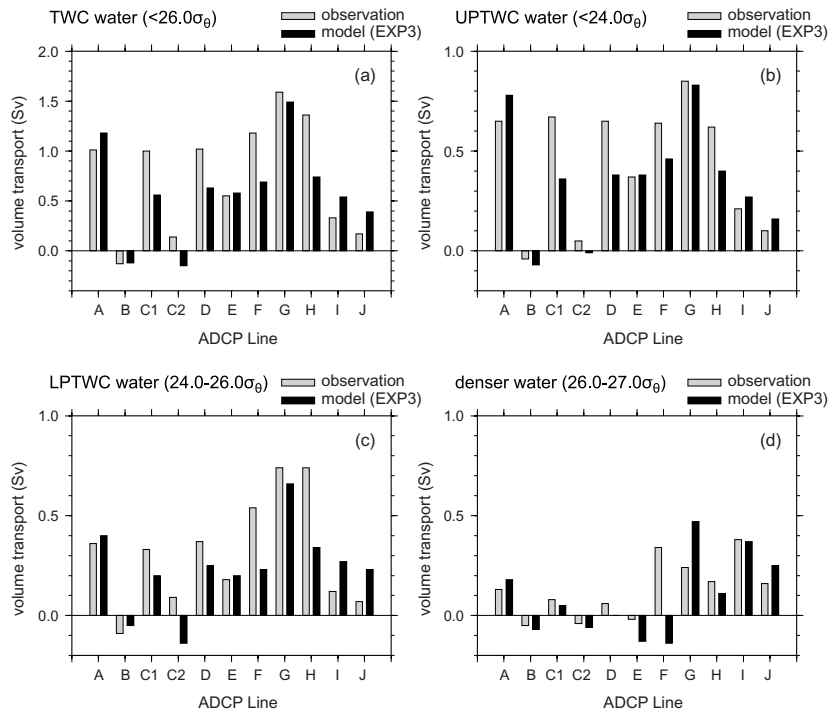 TWC water (<26.0σθ)
observation
model (EXP3)
(a)
volume transport (Sv)
2.0
1.5
1.0
0.5
0.0
A B C1 C2 D E F G H I J
ADCP Line
UPTWC water (<24.0σθ)
observation
model (EXP3)
(b)
volume transport (Sv)
1.0
0.5
0.0
A B C1 C2 D E F G H I J
ADCP Line
LPTWC water (24.0-26.0σθ)
observation
model (EXP3)
(c)
volume transport (Sv)
1.0
0.5
0.0
A B C1 C2 D E F G H I J
ADCP Line
denser water (26.0-27.0σθ)
observation
model (EXP3)
(d)
volume transport (Sv)
1.0
0.5
0.0
A B C1 C2 D E F G H I J
ADCP Line